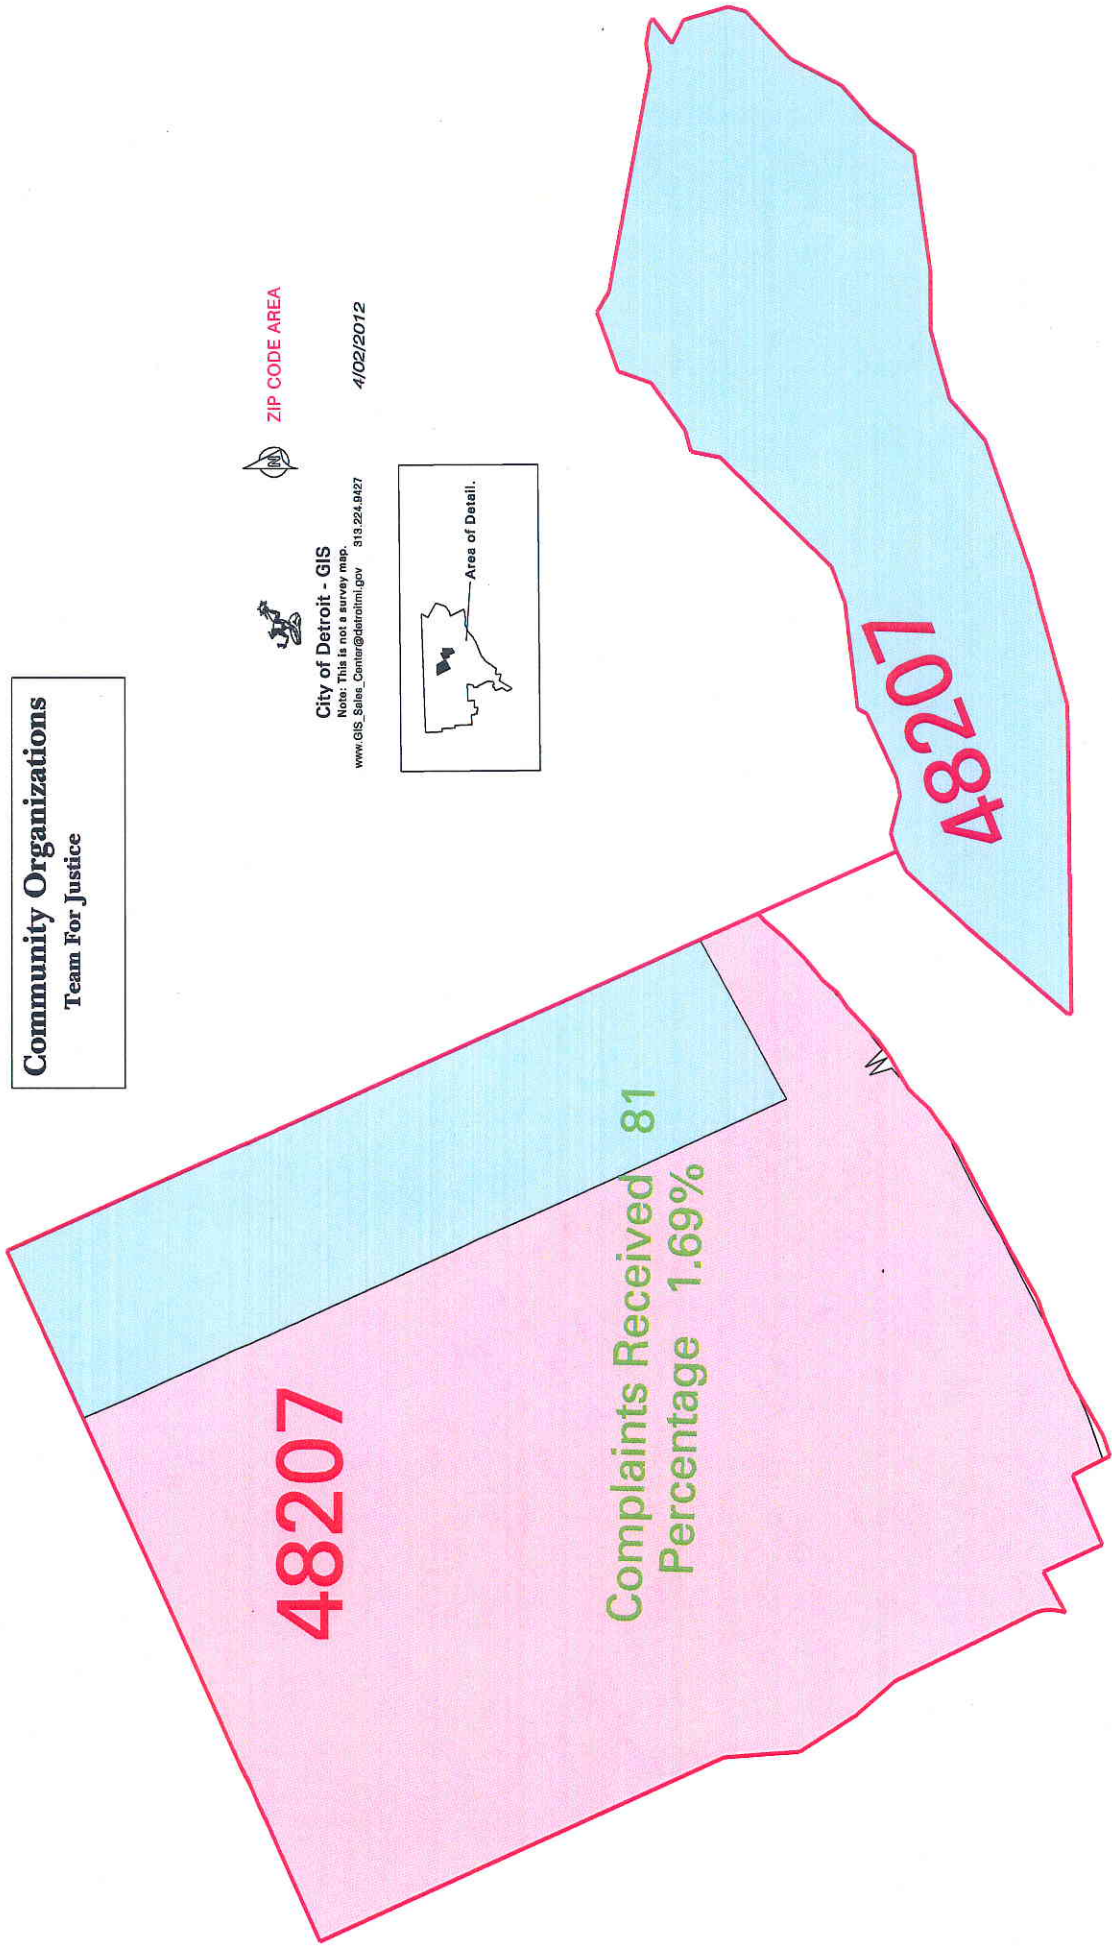 Community Organizations
Team For Justice
ZIP CODE AREA
N
City of Detroit - GIS
Note: This is not a survey map.
www.GIS_Sales_Center@detroitmi.gov 313.224.9427
4/02/2012
Area of Detail.
48207
Complaints Received 81
Percentage 1.69%
48207